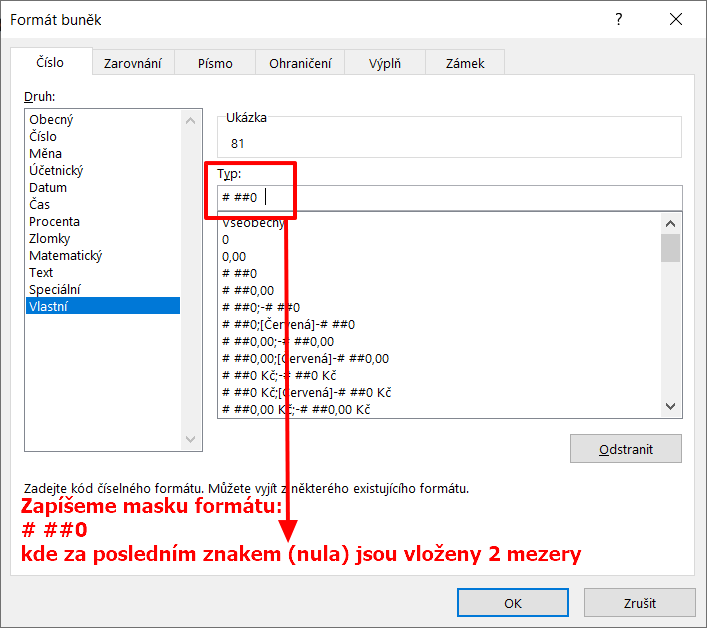 Formát buněk
?
Číslo
Zarovnání
Písmo
Ohraničení
Výplň
Zámek
Druh:
Obecný
Číslo
Měna
Účetnický
Datum
Čas
Procenta
Zlomky
Matematický
Text
Speciální
Vlastní
Ukázka
81
Typ:
# ##0
Všeobecný
0
0,00
# ##0
# ##0,00
# ##0;-# ##0
# ##0;[Červená]-# ##0
# ##0,00;-# ##0,00
# ##0,00;[Červená]-# ##0,00
# ##0 Kč;-# ##0 Kč
# ##0 Kč;[Červená]-# ##0 Kč
# ##0,00 Kč;-# ##0,00 Kč
Odstranit
Zadejte kód číselného formátu. Můžete vyjít z některého existujícího formátu.
Zapíšeme masku formátu:
# ##0
kde za posledním znakem (nula) jsou vloženy 2 mezery
OK
Zrušit